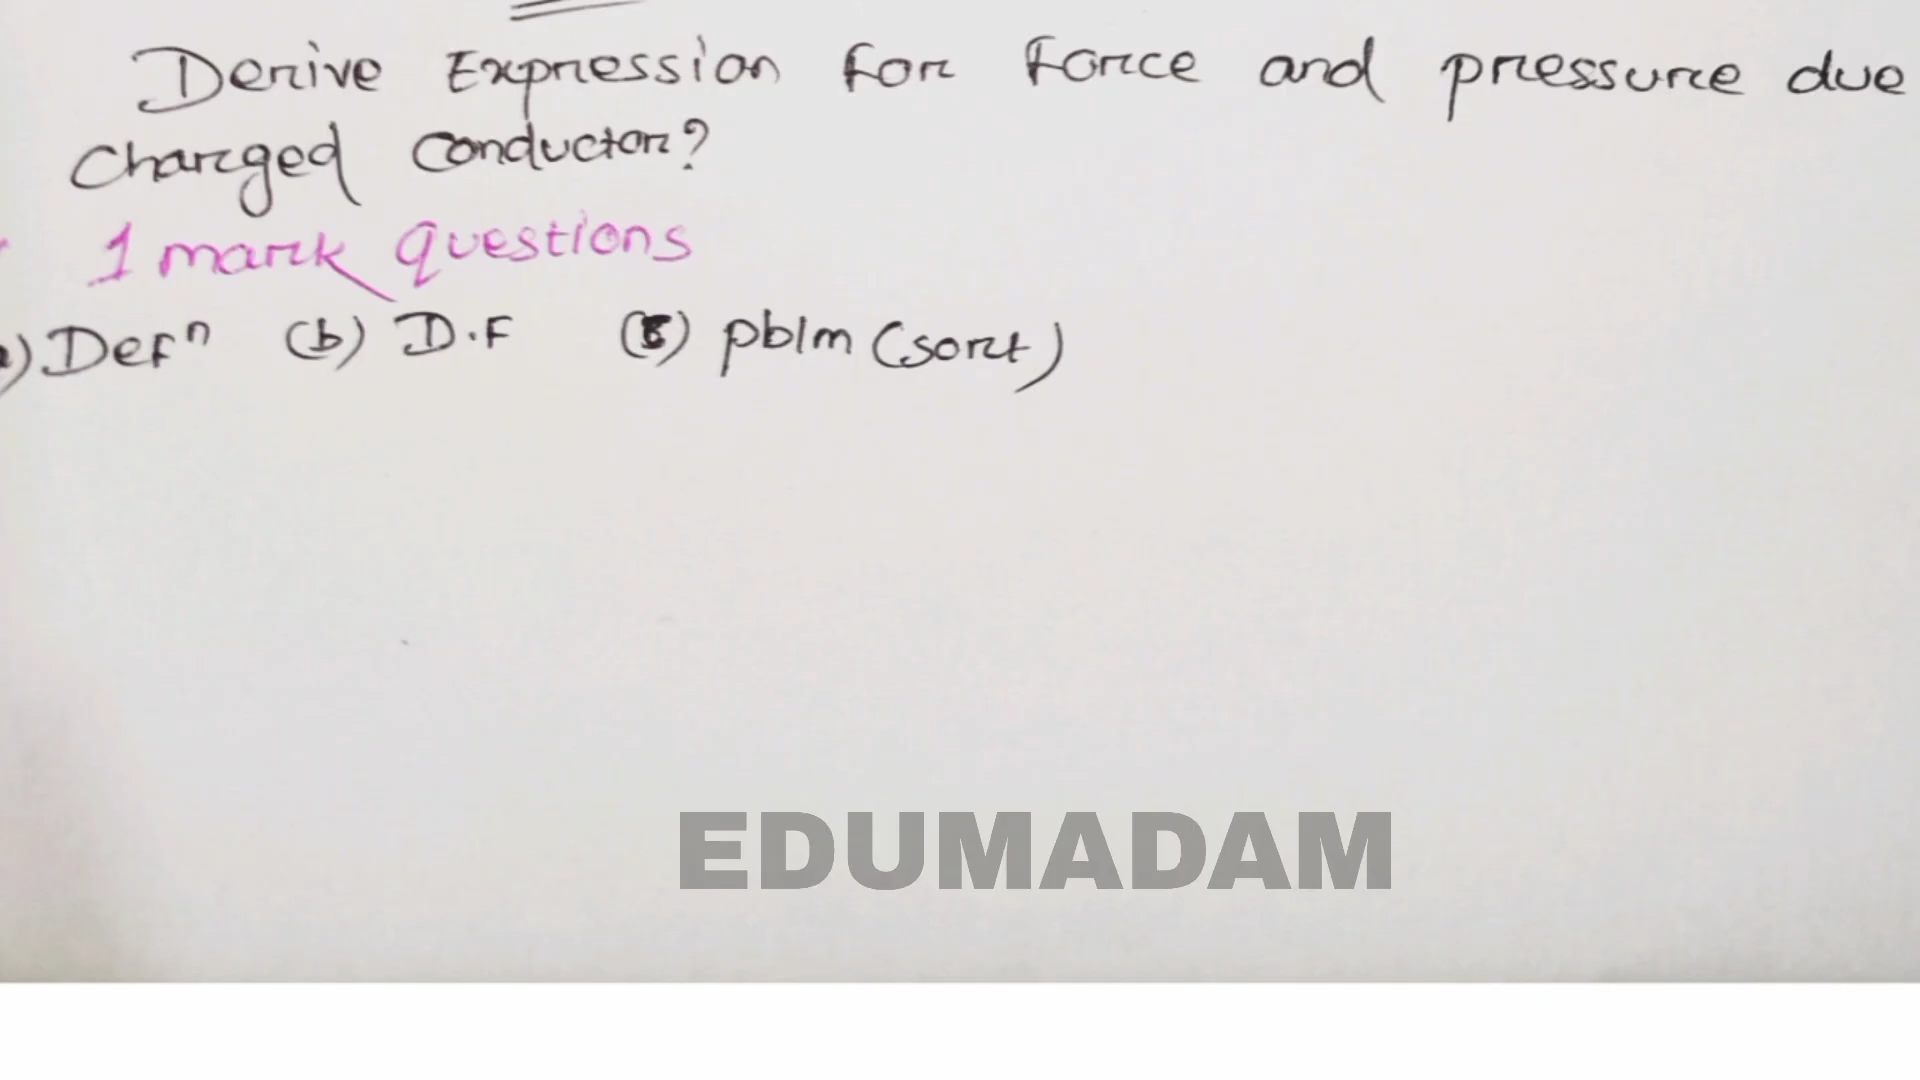 Derive Expression for force and pressure due
charged conductor?
1 mark questions
a) Defⁿ (b) D.F (c) pblm (sort)
EDUMADAM